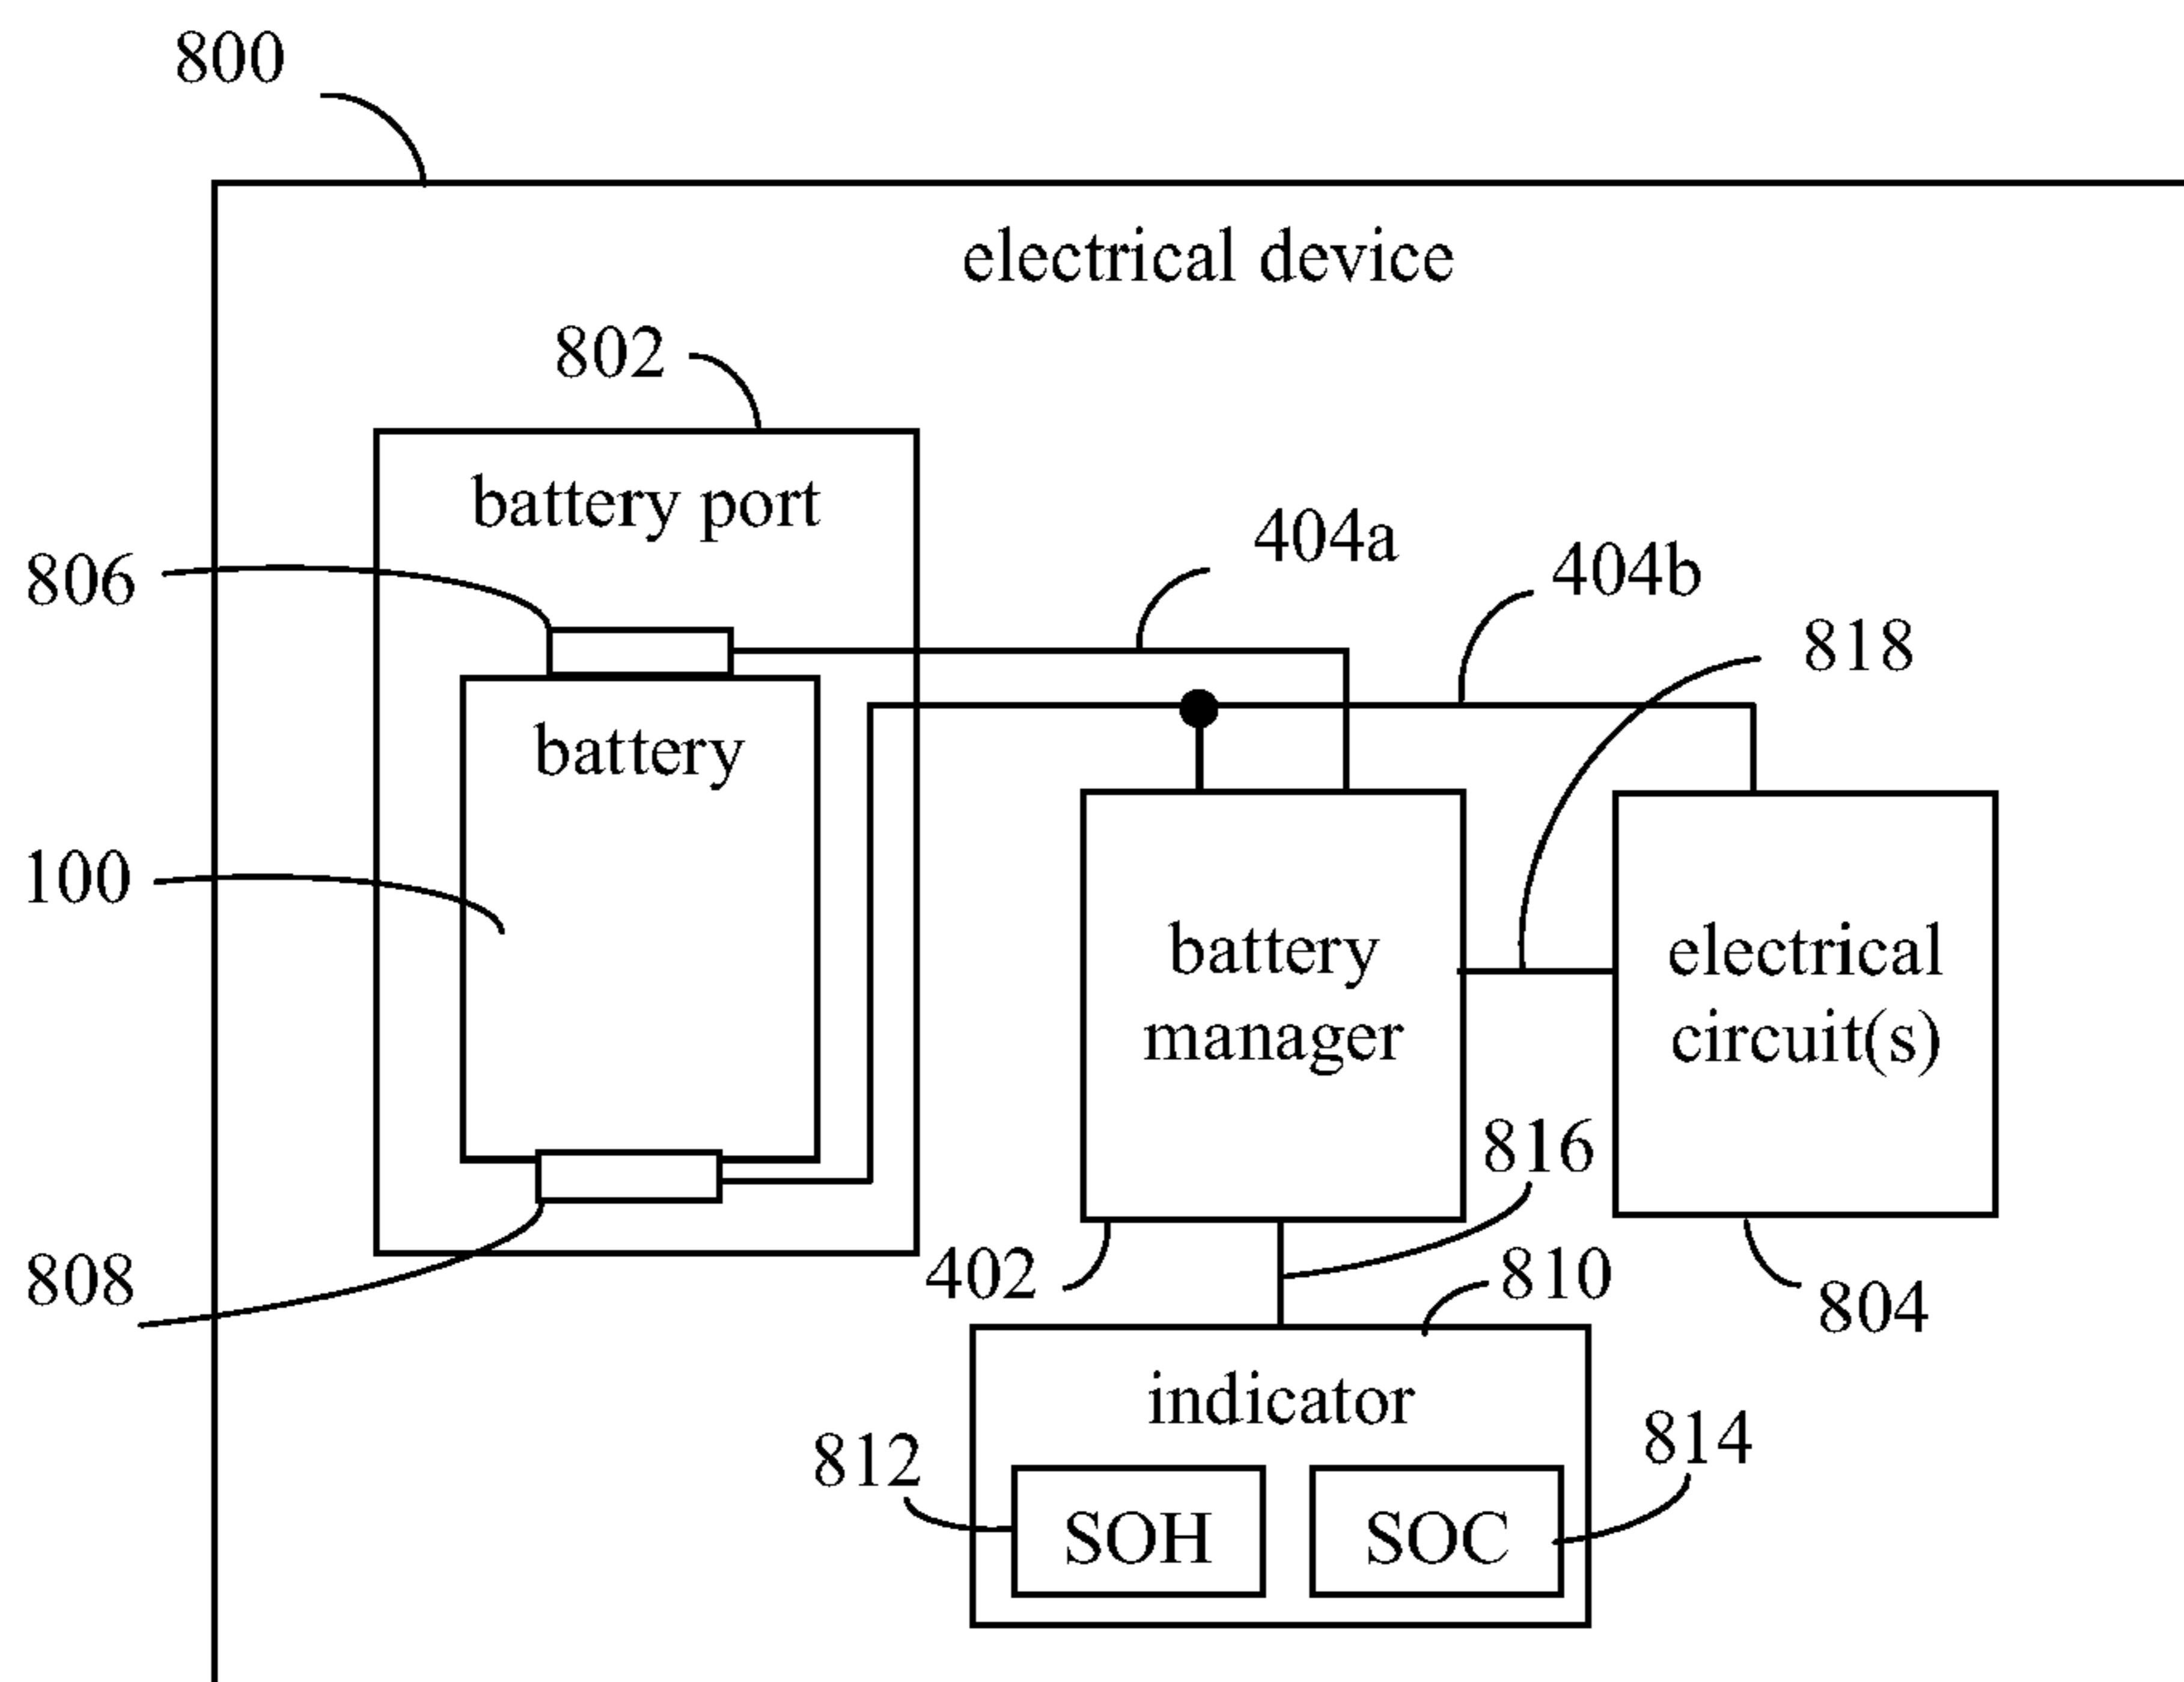 800
electrical device
802
battery port
404a
404b
806
818
battery
100
battery
manager
electrical
circuit(s)
816
402
810
808
804
indicator
812
814
SOH
SOC